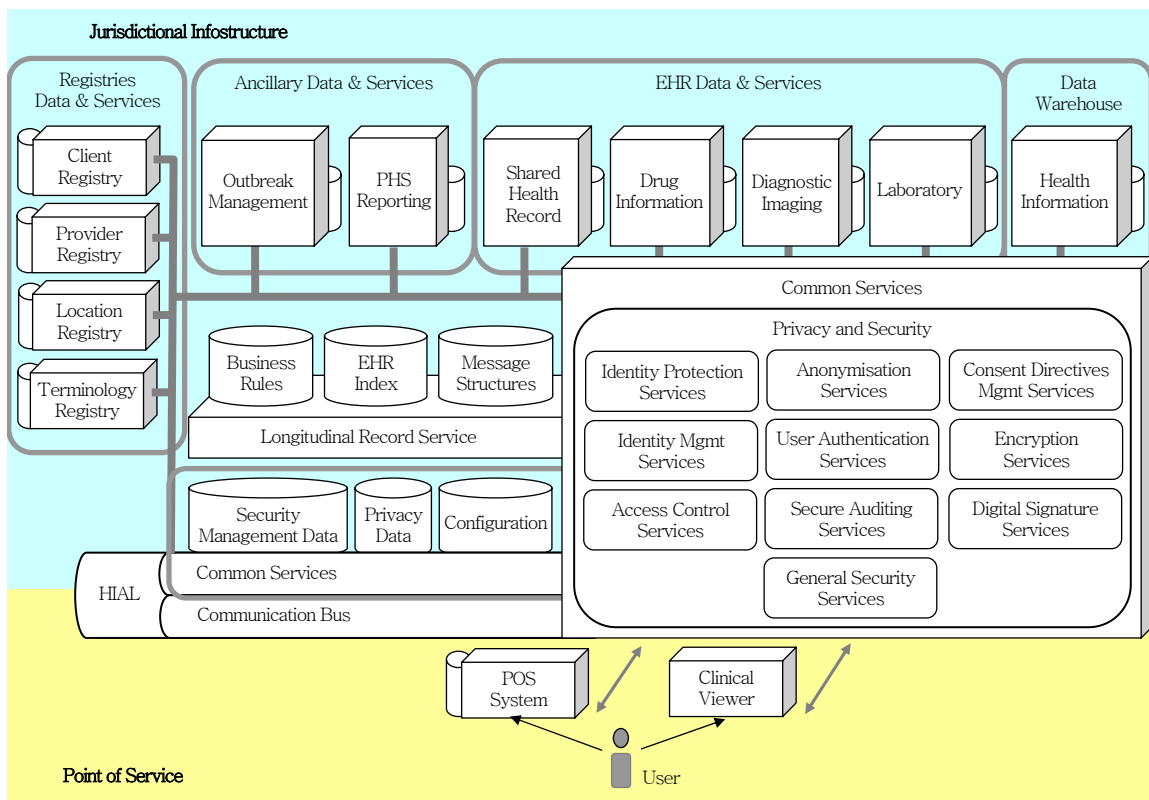 Jurisdictional Infostructure
Registries
Data & Services
Client
Registry
Provider
Registry
Location
Registry
Terminology
Registry
Ancillary Data & Services
Outbreak
Management
PHS
Reporting
EHR Data & Services
Shared
Health
Record
Drug
Information
Diagnostic
Imaging
Laboratory
Data
Warehouse
Health
Information
Business
Rules
EHR
Index
Message
Structures
Longitudinal Record Service
Security
Management Data
Privacy
Data
Configuration
HIAL
Common Services
Communication Bus
Common Services
Privacy and Security
Identity Protection
Services
Anonymisation
Services
Consent Directives
Mgmt Services
Identity Mgmt
Services
User Authentication
Services
Encryption
Services
Access Control
Services
Secure Auditing
Services
Digital Signature
Services
General Security
Services
POS
System
Clinical
Viewer
User
Point of Service